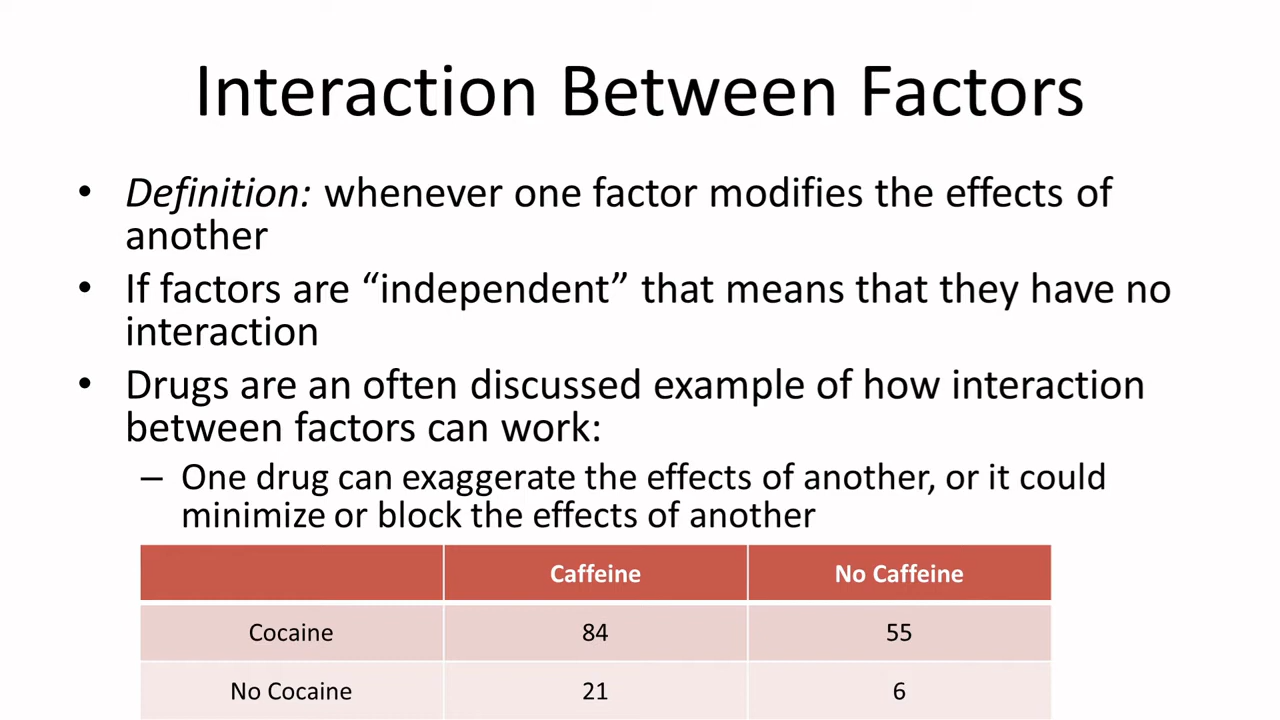 Interaction Between Factors
• Definition: whenever one factor modifies the effects of
another
• If factors are “independent” that means that they have no
interaction
• Drugs are an often discussed example of how interaction
between factors can work:
– One drug can exaggerate the effects of another, or it could
minimize or block the effects of another
Caffeine No Caffeine
Cocaine 84 55
No Cocaine 21 6